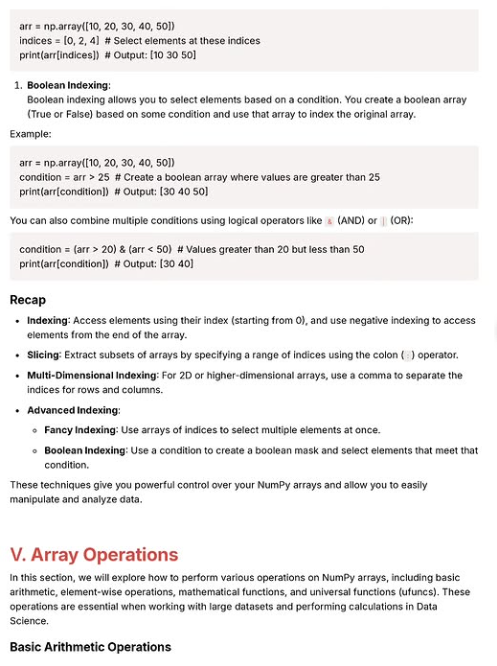 arr = np.array([10, 20, 30, 40, 50])
indices = [0, 2, 4]  # Select elements at these indices
print(arr[indices])  # Output: [10 30 50]
1. Boolean Indexing:
Boolean indexing allows you to select elements based on a condition. You create a boolean array
(True or False) based on some condition and use that array to index the original array.
Example:
arr = np.array([10, 20, 30, 40, 50])
condition = arr > 25  # Create a boolean array where values are greater than 25
print(arr[condition])  # Output: [30 40 50]
You can also combine multiple conditions using logical operators like & (AND) or | (OR):
condition = (arr > 20) & (arr < 50)  # Values greater than 20 but less than 50
print(arr[condition])  # Output: [30 40]
Recap
• Indexing: Access elements using their index (starting from 0), and use negative indexing to access
elements from the end of the array.
• Slicing: Extract subsets of arrays by specifying a range of indices using the colon (:) operator.
• Multi-Dimensional Indexing: For 2D or higher-dimensional arrays, use a comma to separate the
indices for rows and columns.
• Advanced Indexing:
◦ Fancy Indexing: Use arrays of indices to select multiple elements at once.
◦ Boolean Indexing: Use a condition to create a boolean mask and select elements that meet that
condition.
These techniques give you powerful control over your NumPy arrays and allow you to easily
manipulate and analyze data.
V. Array Operations
In this section, we will explore how to perform various operations on NumPy arrays, including basic
arithmetic, element-wise operations, mathematical functions, and universal functions (ufuncs). These
operations are essential when working with large datasets and performing calculations in Data
Science.
Basic Arithmetic Operations